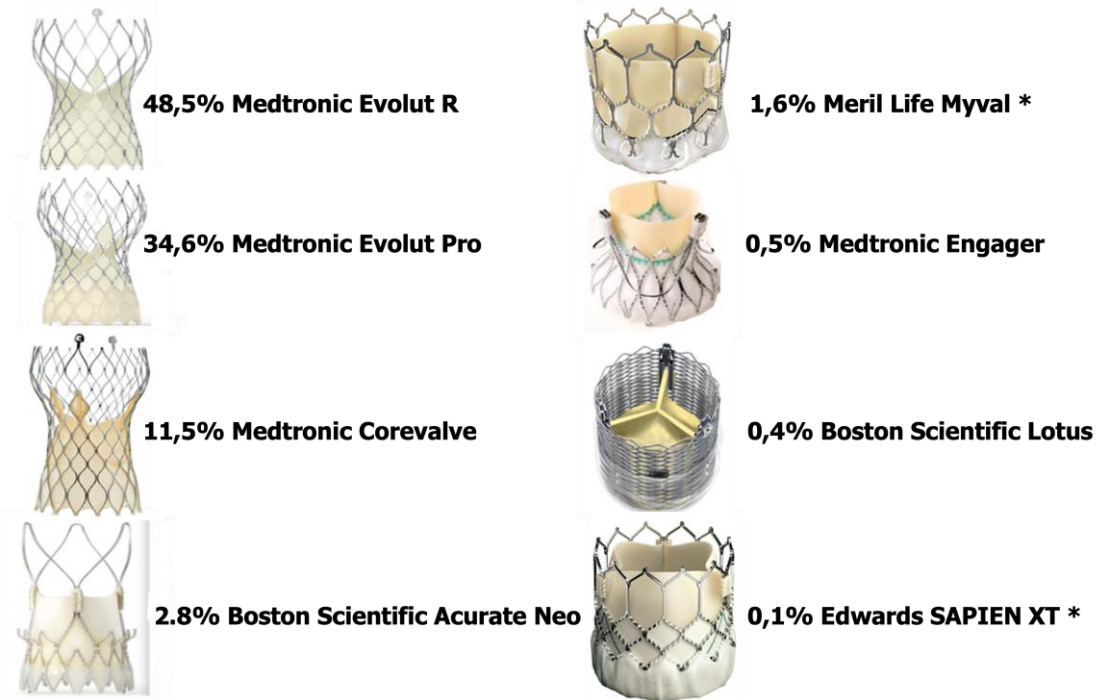 48,5% Medtronic Evolut R
34,6% Medtronic Evolut Pro
11,5% Medtronic Corevalve
2.8% Boston Scientific Acurate Neo
1,6% Meril Life Myval *
0,5% Medtronic Engager
0,4% Boston Scientific Lotus
0,1% Edwards SAPIEN XT *